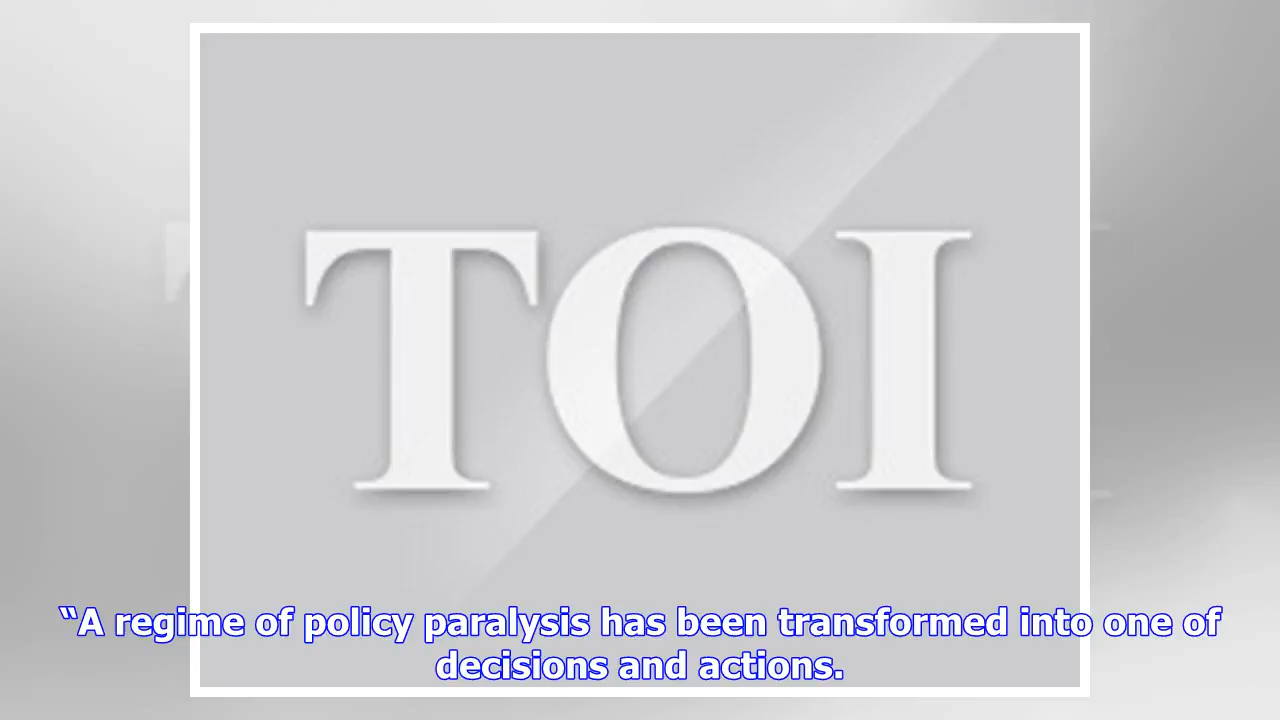 TOI
“A regime of policy paralysis has been transformed into one of
decisions and actions.